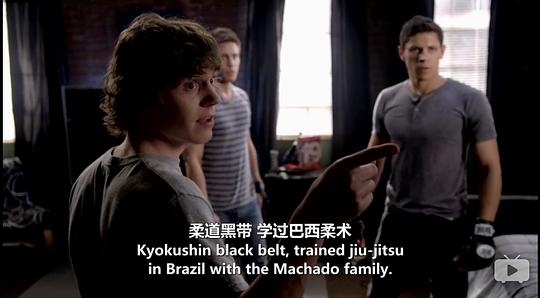 柔道黑带 学过巴西柔术
Kyokushin black belt, trained jiu-jitsu
in Brazil with the Machado family.